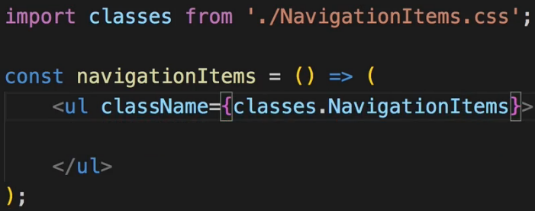 import classes from './NavigationItems.css';
const navigationItems = () => (
<ul className={classes.NavigationItems}>
</ul>
);